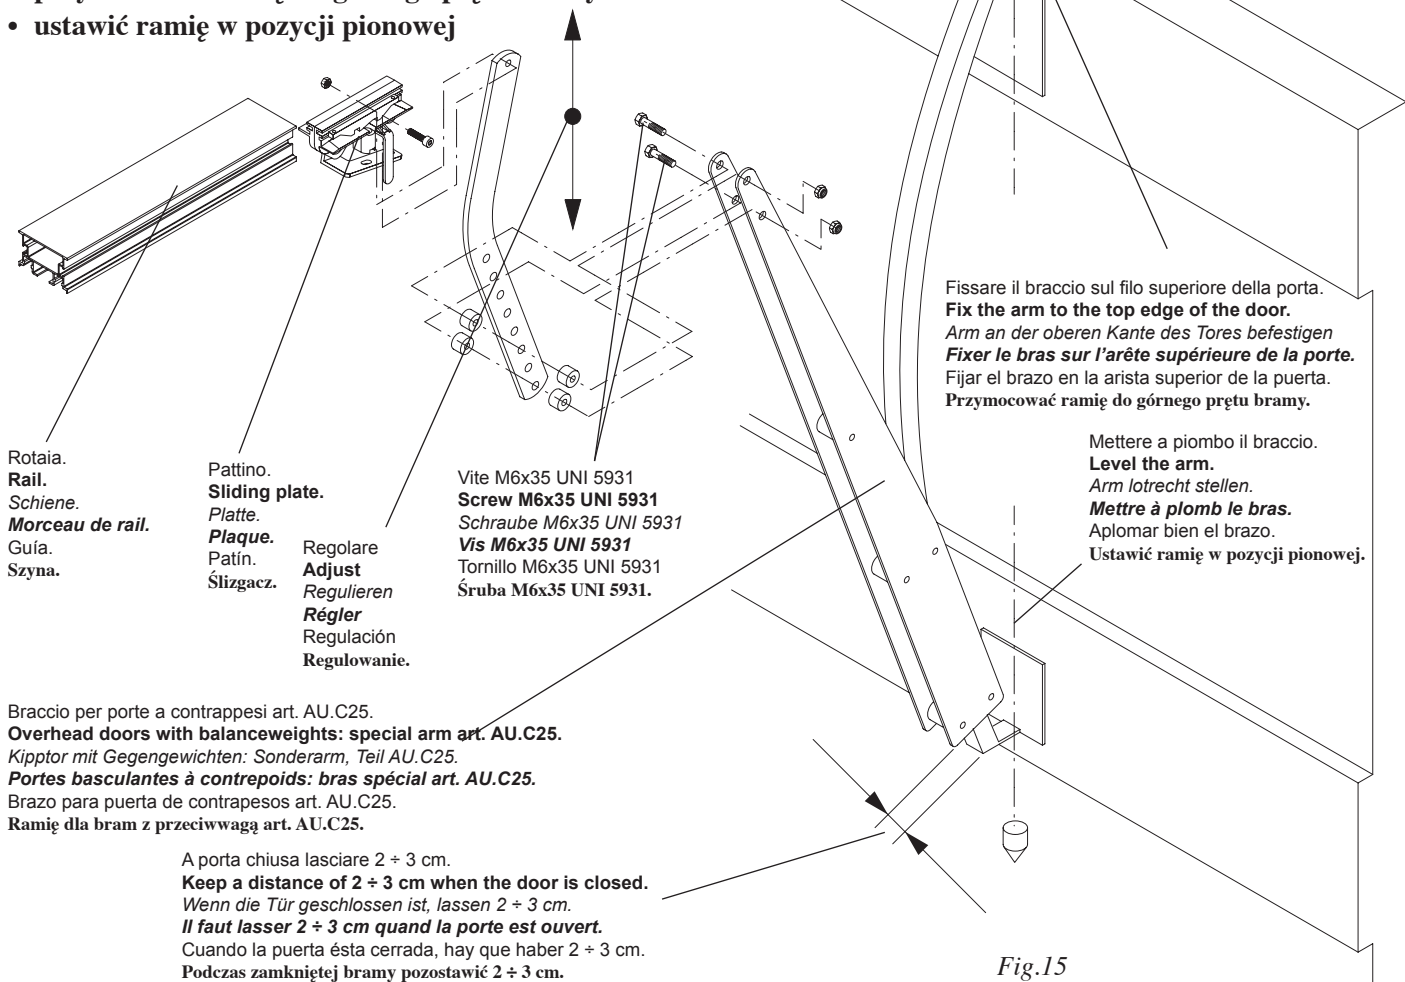 • ustawić ramię w pozycji pionowej
Fissare il braccio sul filo superiore della porta.
Fix the arm to the top edge of the door.
Arm an der oberen Kante des Tores befestigen
Fixer le bras sur l’arête supérieure de la porte.
Fijar el brazo en la arista superior de la puerta.
Przymocować ramię do górnego prętu bramy.
Mettere a piombo il braccio.
Level the arm.
Arm lotrecht stellen.
Mettre à plomb le bras.
Aplomar bien el brazo.
Ustawić ramię w pozycji pionowej.
Rotaia.
Rail.
Schiene.
Morceau de rail.
Guía.
Szyna.
Pattino.
Sliding plate.
Platte.
Plaque.
Patín.
Ślizgacz.
Regolare
Adjust
Regulieren
Régler
Regulación
Regulowanie.
Vite M6x35 UNI 5931
Screw M6x35 UNI 5931
Schraube M6x35 UNI 5931
Vis M6x35 UNI 5931
Tornillo M6x35 UNI 5931
Śruba M6x35 UNI 5931.
Braccio per porte a contrappesi art. AU.C25.
Overhead doors with balanceweights: special arm art. AU.C25.
Kipptor mit Gegengewichten: Sonderarm, Teil AU.C25.
Portes basculantes à contrepoids: bras spécial art. AU.C25.
Brazo para puerta de contrapesos art. AU.C25.
Ramię dla bram z przeciwwagą art. AU.C25.
A porta chiusa lasciare 2 ÷ 3 cm.
Keep a distance of 2 ÷ 3 cm when the door is closed.
Wenn die Tür geschlossen ist, lassen 2 ÷ 3 cm.
Il faut lasser 2 ÷ 3 cm quand la porte est ouvert.
Cuando la puerta ésta cerrada, hay que haber 2 ÷ 3 cm.
Podczas zamkniętej bramy pozostawić 2 ÷ 3 cm.
Fig.15